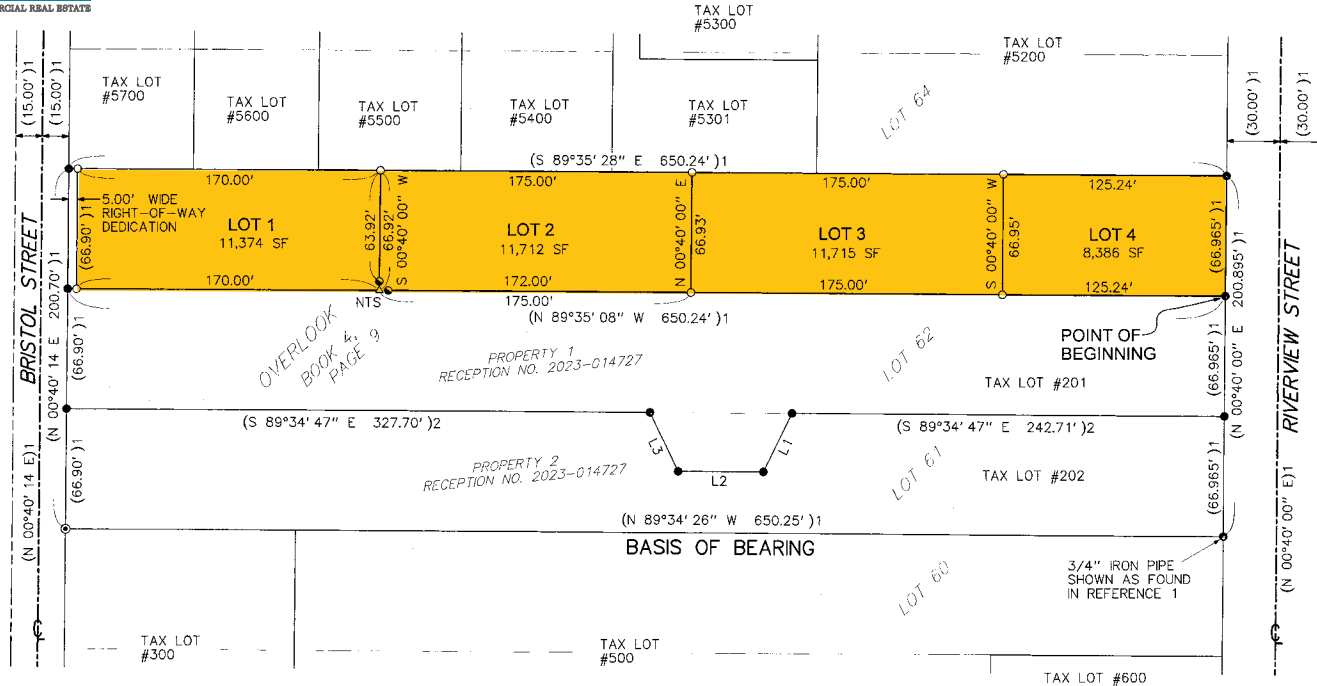 RCIAL REAL ESTATE
TAX LOT
#5300
TAX LOT
#5200
(15.00')1
(15.00')1
TAX LOT
#5700
TAX LOT
#5600
TAX LOT
#5500
TAX LOT
#5400
TAX LOT
#5301
LOT 64
(30.00')1
(30.00')1
(S 89°35'28" E 650.24')1
170.00'
175.00'
175.00'
125.24'
5.00' WIDE
RIGHT-OF-WAY
DEDICATION
(66.90')1
LOT 1
11,374 SF
63.92'
66.92'
S 00°40'00" W
LOT 2
11,712 SF
N 00°40'00" E
66.93'
LOT 3
11,715 SF
S 00°40'00" W
66.95'
LOT 4
8,386 SF
(66.965')1
170.00'
172.00'
175.00'
125.24'
NTS
175.00'
(N 89°35'08" W 650.24')1
BRISTOL STREET
(N 00°40'14 E 200.70')1
(66.90')1
OVERLOOK
BOOK 4,
PAGE 9
PROPERTY 1
RECEPTION NO. 2023-014727
LOT 62
POINT OF
BEGINNING
TAX LOT #201
(66.965')1
(N 00°40'00" E 200.895')1
RIVERVIEW STREET
(S 89°34'47" E 327.70')2
L3
L2
L1
(S 89°34'47" E 242.71')2
(N 00°40'14 E)1
(66.90')1
PROPERTY 2
RECEPTION NO. 2023-014727
LOT 61
TAX LOT #202
(66.965')1
(N 00°40'00" E)1
(N 89°34'26" W 650.25')1
BASIS OF BEARING
LOT 60
3/4" IRON PIPE
SHOWN AS FOUND
IN REFERENCE 1
TAX LOT
#300
TAX LOT
#500
TAX LOT #600